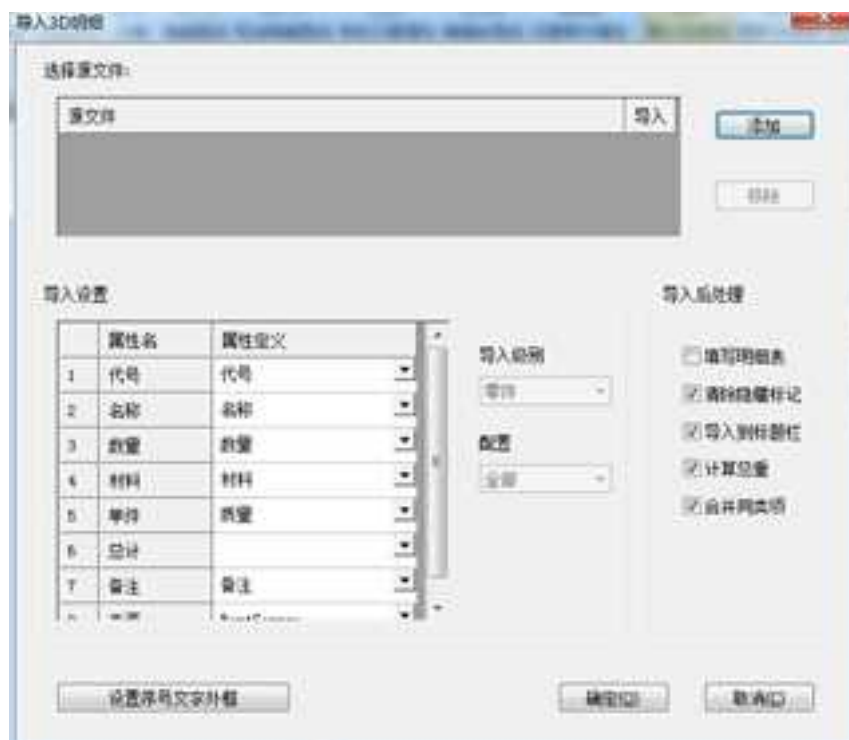 导入3D明细
选择源文件:
源文件 导入
添加
移除
导入设置
导入后处理
属性名 属性定义
1 代号 代号
2 名称 名称
3 数量 数量
4 材料 材料
5 单件 质量
6 总计
7 备注 备注
导入级别
零件
配置
全部
填写明细表
清除隐藏标记
导入到标题栏
计算总重
合并同类项
设置序号文字外框
确定(O)
取消(C)